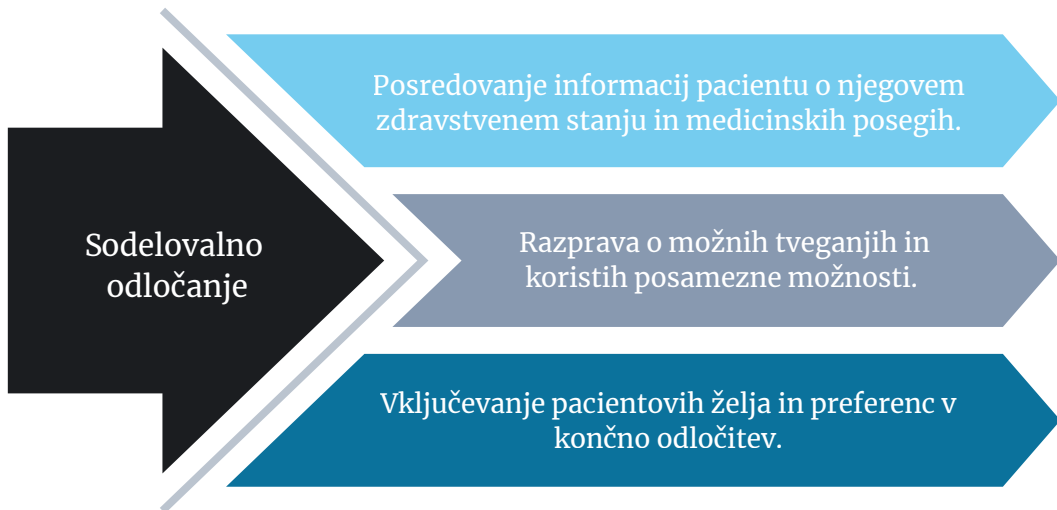 Sodelovalno
odločanje
Posredovanje informacij pacientu o njegovem
zdravstvenem stanju in medicinskih posegih.
Razprava o možnih tveganjih in
koristih posamezne možnosti.
Vključevanje pacientovih želja in preferenc v
končno odločitev.